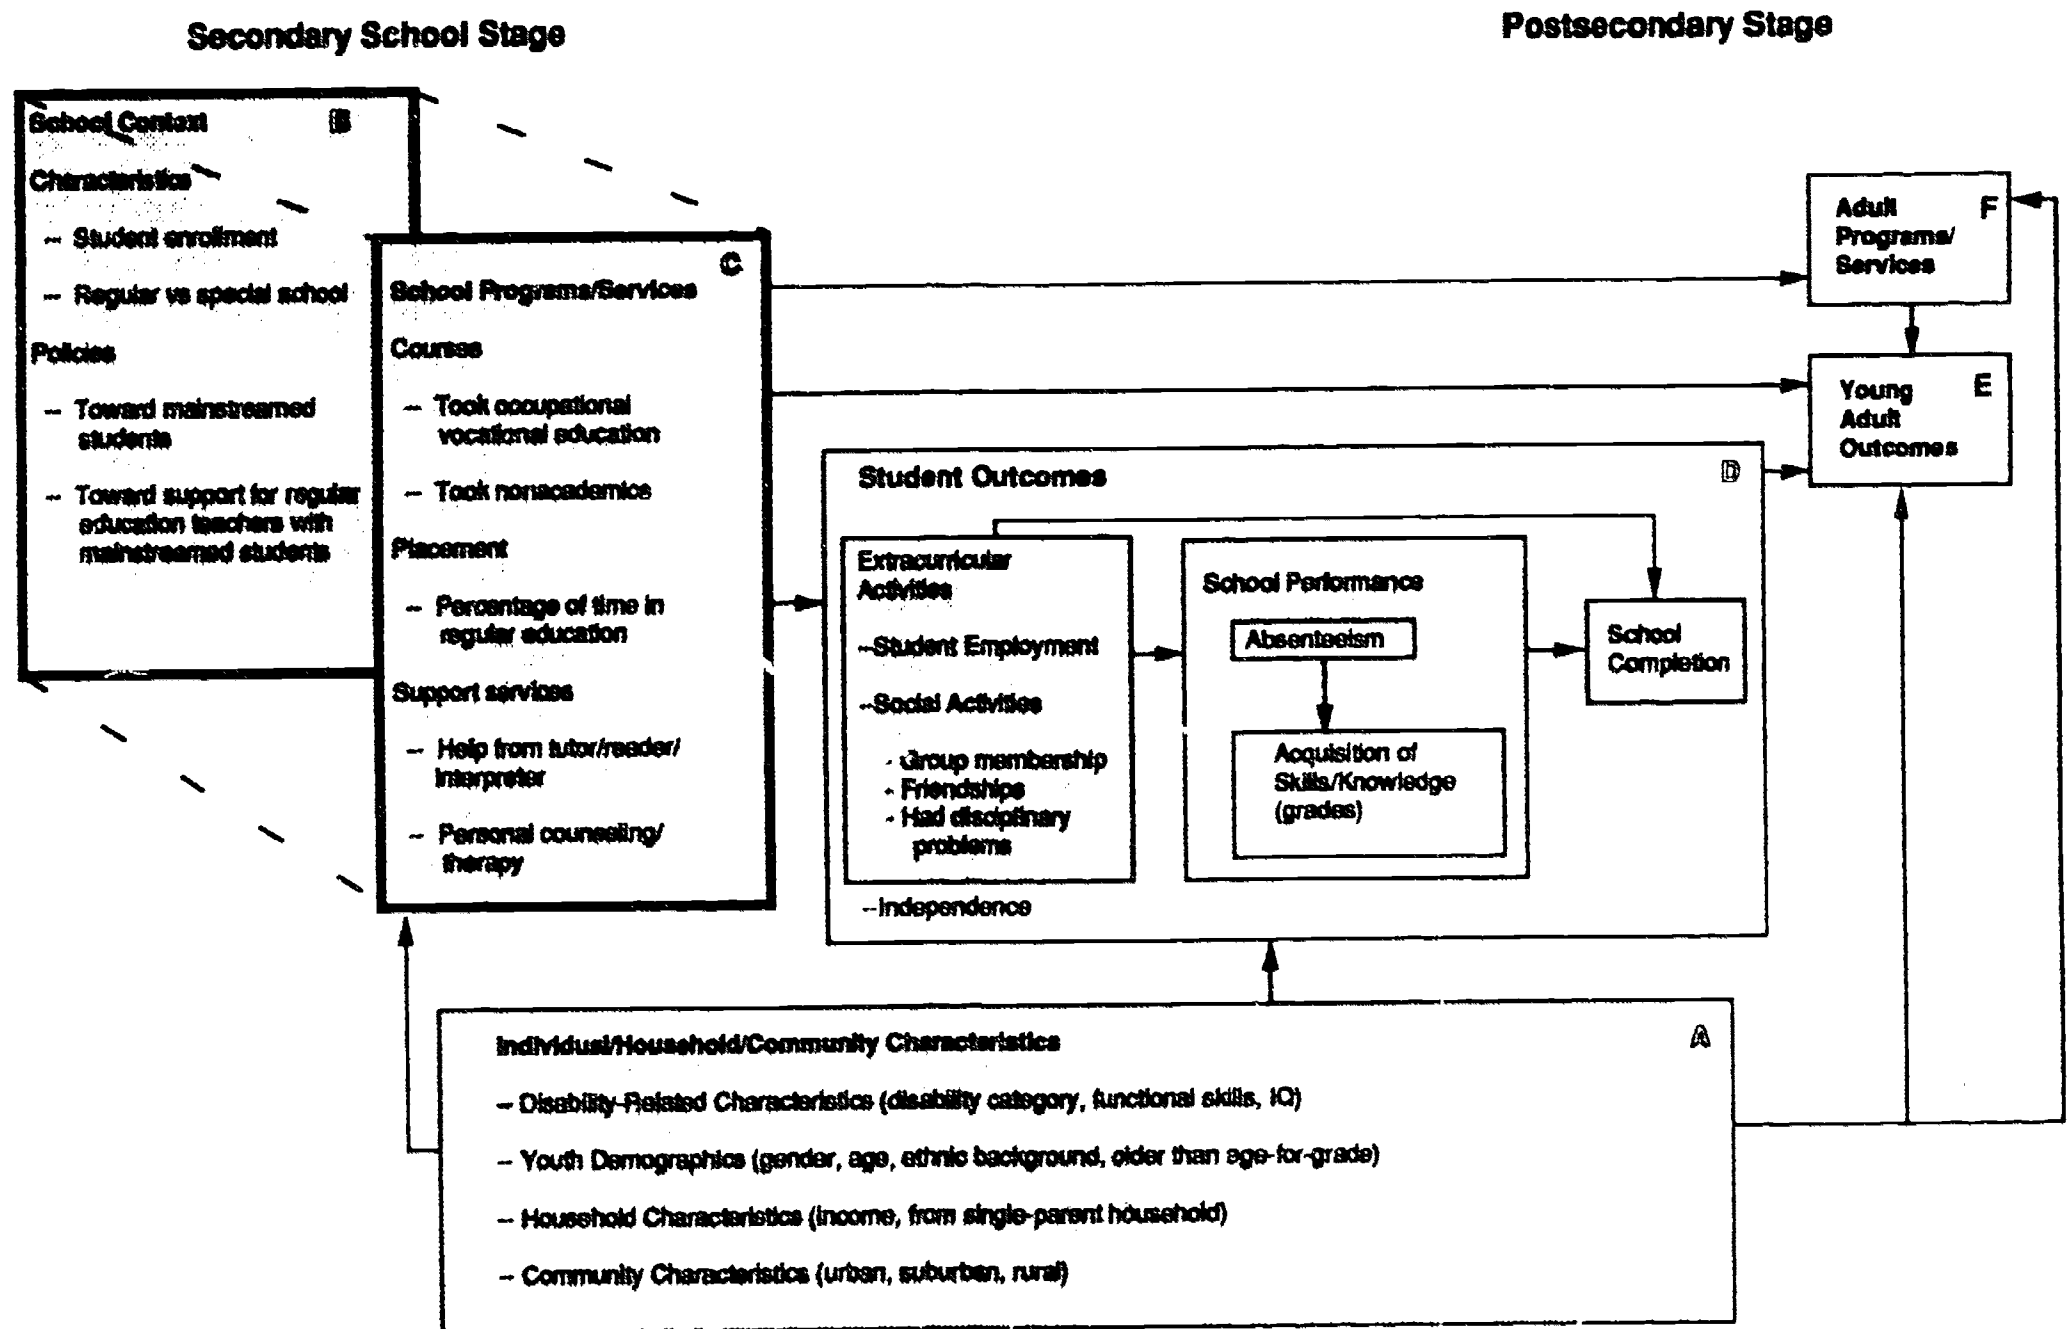 Secondary School Stage
Postsecondary Stage
School Context B
Characteristics
-- Student enrollment
-- Regular vs special school
Policies
-- Toward mainstreamed
students
-- Toward support for regular
education teachers with
mainstreamed students
C
School Programs/Services
Courses
-- Took occupational
vocational education
-- Took nonacademics
Placement
-- Percentage of time in
regular education
Support services
-- Help from tutor/reader/
interpreter
-- Personal counseling/
therapy
Student Outcomes D
Extracurricular
Activities
--Student Employment
--Social Activities
- Group membership
- Friendships
- Had disciplinary
problems
--Independence
School Performance
Absenteeism
Acquisition of
Skills/Knowledge
(grades)
School
Completion
Adult F
Programs/
Services
Young E
Adult
Outcomes
Individual/Household/Community Characteristics A
-- Disability-Related Characteristics (disability category, functional skills, IQ)
-- Youth Demographics (gender, age, ethnic background, older than age-for-grade)
-- Household Characteristics (income, from single-parent household)
-- Community Characteristics (urban, suburban, rural)